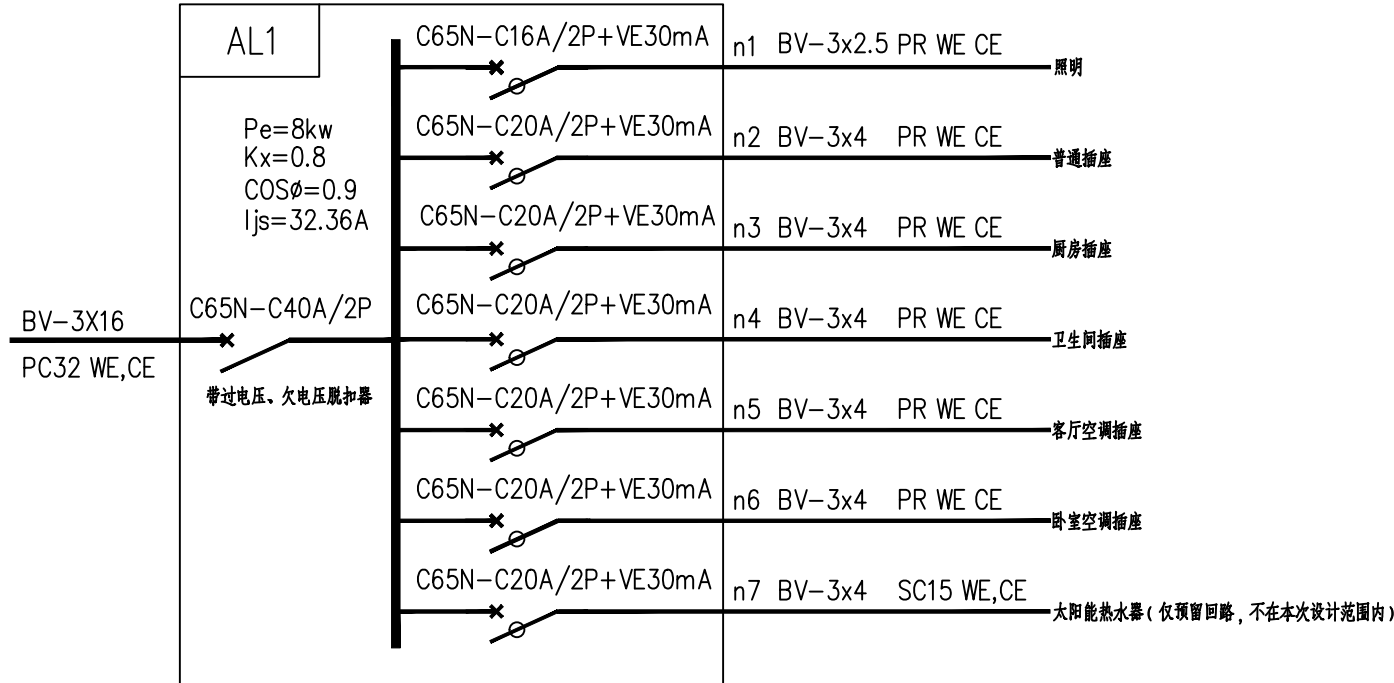 AL1
Pe=8kw
Kx=0.8
COSø=0.9
Ijs=32.36A
BV-3X16
PC32 WE,CE
C65N-C40A/2P
带过电压、欠电压脱扣器
C65N-C16A/2P+VE30mA n1 BV-3x2.5 PR WE CE 照明
C65N-C20A/2P+VE30mA n2 BV-3x4 PR WE CE 普通插座
C65N-C20A/2P+VE30mA n3 BV-3x4 PR WE CE 厨房插座
C65N-C20A/2P+VE30mA n4 BV-3x4 PR WE CE 卫生间插座
C65N-C20A/2P+VE30mA n5 BV-3x4 PR WE CE 客厅空调插座
C65N-C20A/2P+VE30mA n6 BV-3x4 PR WE CE 卧室空调插座
C65N-C20A/2P+VE30mA n7 BV-3x4 SC15 WE,CE 太阳能热水器(仅预留回路,不在本次设计范围内)